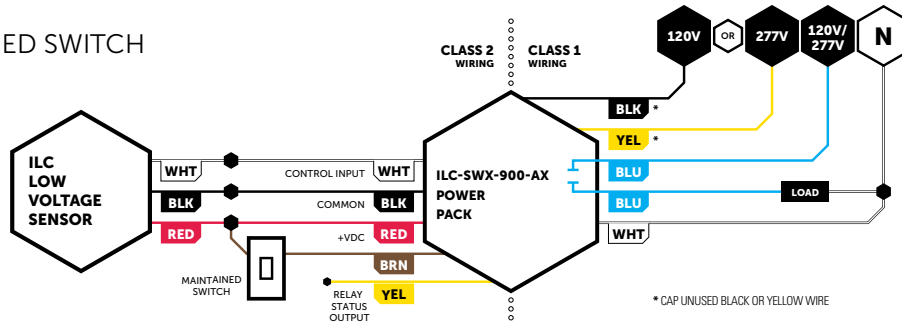 ED SWITCH
CLASS 2
WIRING
CLASS 1
WIRING
120V
OR
277V
120V/
277V
N
BLK *
YEL *
ILC
LOW
VOLTAGE
SENSOR
WHT
CONTROL INPUT
WHT
ILC-SWX-900-AX
POWER
PACK
BLU
BLK
COMMON
BLK
BLU
LOAD
RED
+VDC
RED
WHT
BRN
MAINTAINED
SWITCH
RELAY
STATUS
OUTPUT
YEL
* CAP UNUSED BLACK OR YELLOW WIRE